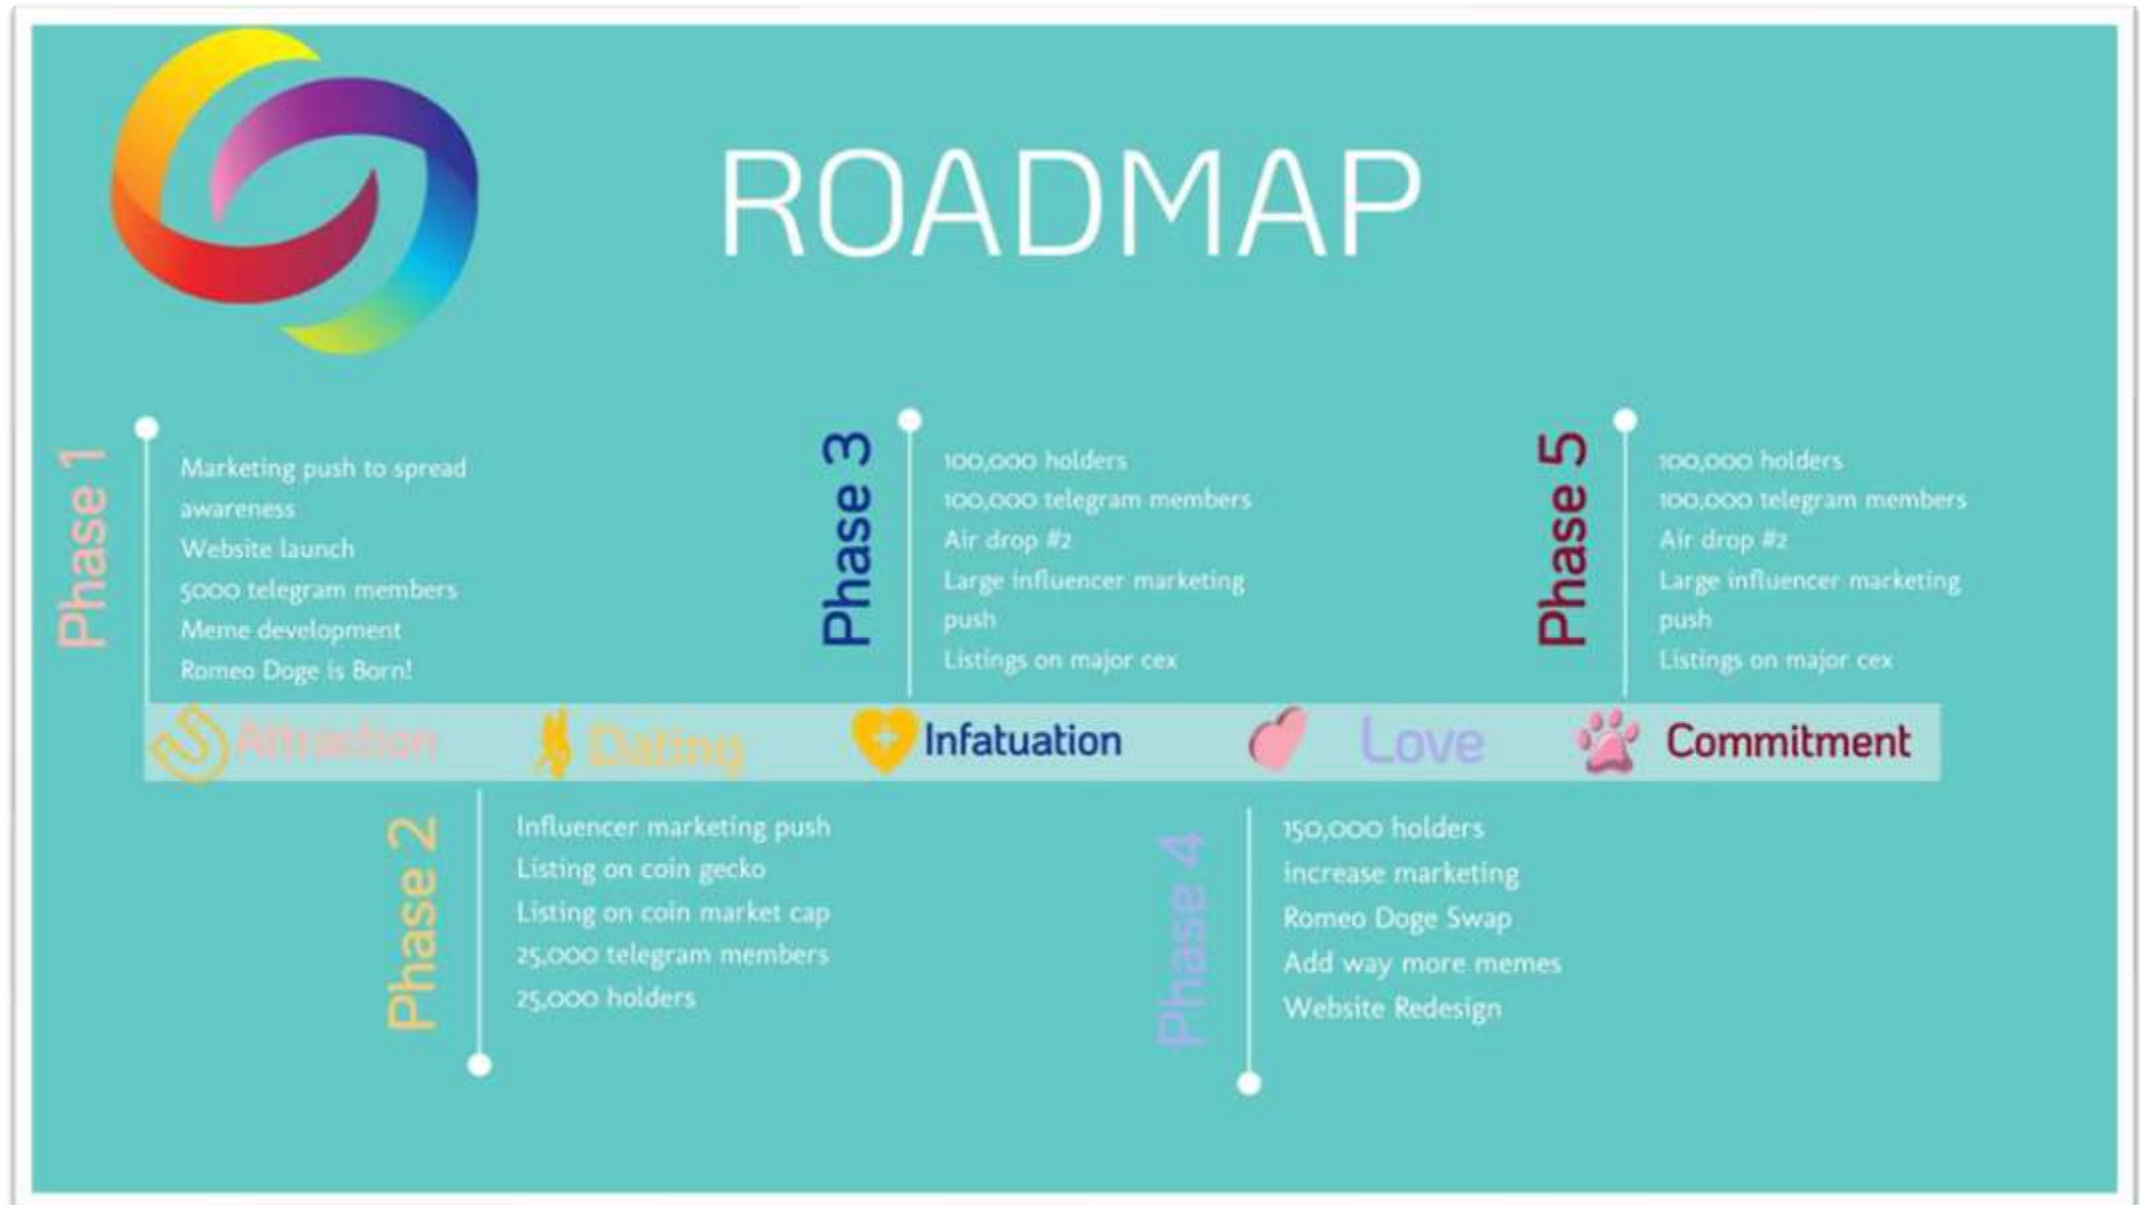 ROADMAP
Phase 1
Marketing push to spread
awareness
Website launch
5000 telegram members
Meme development
Romeo Doge is Born!
Phase 3
100,000 holders
100,000 telegram members
Air drop #2
Large influencer marketing
push
Listings on major cex
Phase 5
100,000 holders
100,000 telegram members
Air drop #2
Large influencer marketing
push
Listings on major cex
Attraction
Dating
Infatuation
Love
Commitment
Phase 2
Influencer marketing push
Listing on coin gecko
Listing on coin market cap
25,000 telegram members
25,000 holders
Phase 4
150,000 holders
increase marketing
Romeo Doge Swap
Add way more memes
Website Redesign